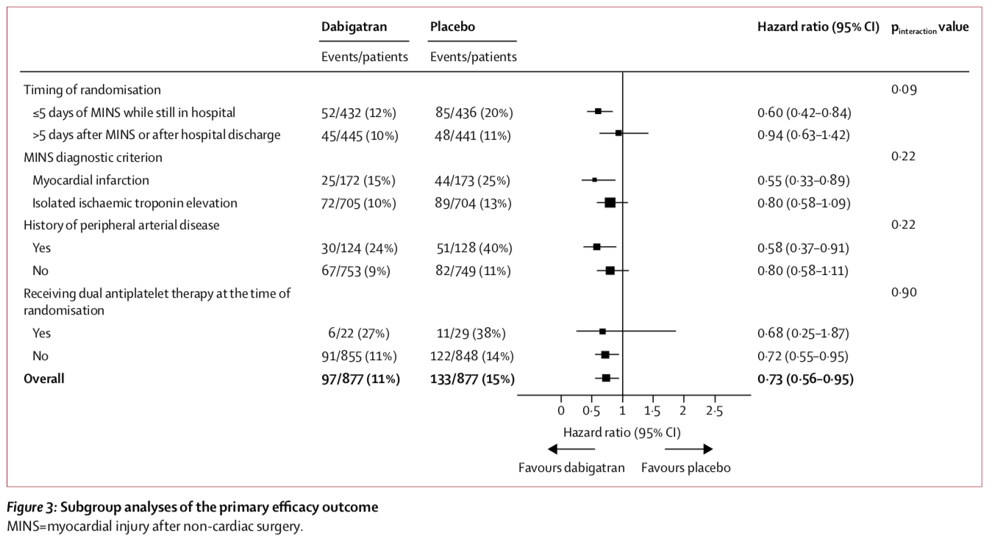 Dabigatran Placebo Hazard ratio (95% CI) pinteraction value
Events/patients Events/patients
Timing of randomisation 0·09
≤5 days of MINS while still in hospital 52/432 (12%) 85/436 (20%) 0·60 (0·42–0·84)
>5 days after MINS or after hospital discharge 45/445 (10%) 48/441 (11%) 0·94 (0·63–1·42)
MINS diagnostic criterion 0·22
Myocardial infarction 25/172 (15%) 44/173 (25%) 0·55 (0·33–0·89)
Isolated ischaemic troponin elevation 72/705 (10%) 89/704 (13%) 0·80 (0·58–1·09)
History of peripheral arterial disease 0·22
Yes 30/124 (24%) 51/128 (40%) 0·58 (0·37–0·91)
No 67/753 (9%) 82/749 (11%) 0·80 (0·58–1·11)
Receiving dual antiplatelet therapy at the time of 0·90
randomisation
Yes 6/22 (27%) 11/29 (38%) 0·68 (0·25–1·87)
No 91/855 (11%) 122/848 (14%) 0·72 (0·55–0·95)
Overall 97/877 (11%) 133/877 (15%) 0·73 (0·56–0·95)
0 0·5 1 1·5 2 2·5
Hazard ratio (95% CI)
Favours dabigatran Favours placebo
Figure 3: Subgroup analyses of the primary efficacy outcome
MINS=myocardial injury after non-cardiac surgery.